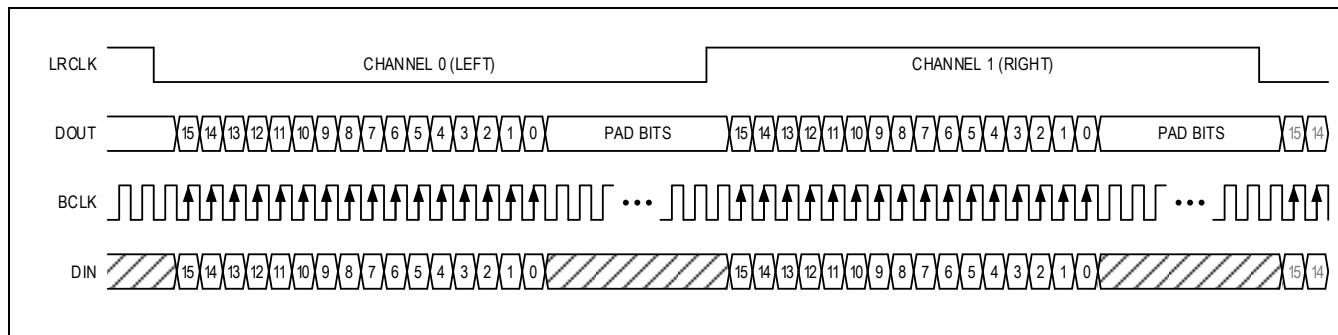 LRCLK CHANNEL 0 (LEFT) CHANNEL 1 (RIGHT)
DOUT 15 14 13 12 11 10 9 8 7 6 5 4 3 2 1 0 PAD BITS 15 14 13 12 11 10 9 8 7 6 5 4 3 2 1 0 PAD BITS 15 14
BCLK ••• •••
DIN 15 14 13 12 11 10 9 8 7 6 5 4 3 2 1 0 15 14 13 12 11 10 9 8 7 6 5 4 3 2 1 0 15 14